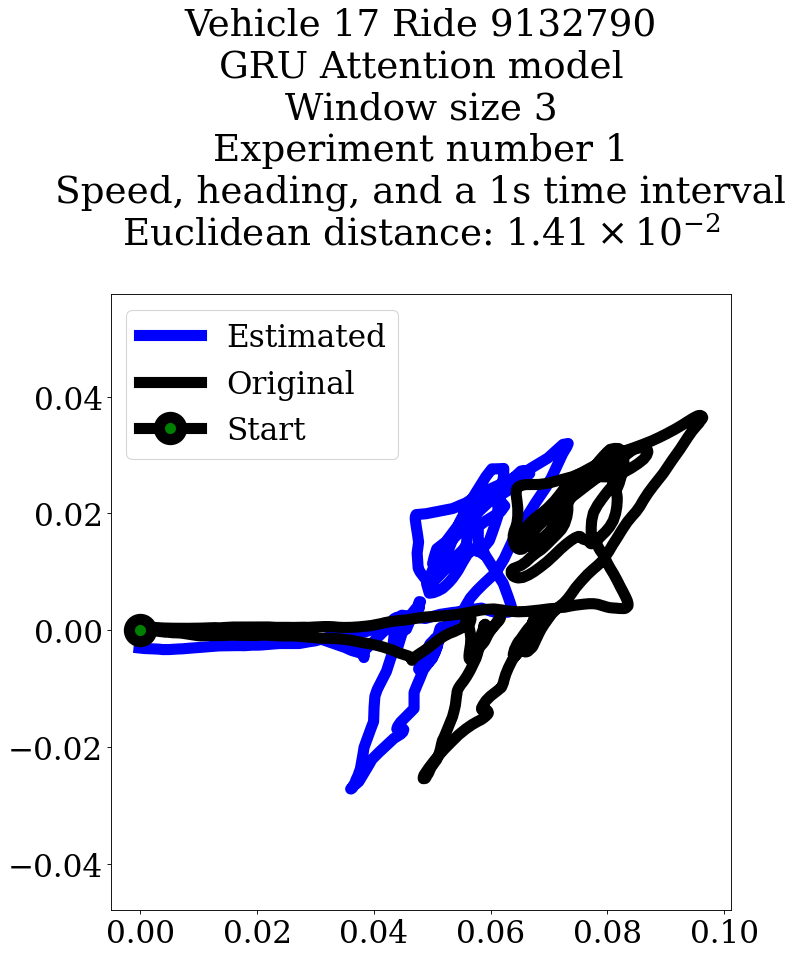 Vehicle 17 Ride 9132790
GRU Attention model
Window size 3
Experiment number 1
Speed, heading, and a 1s time interval
Euclidean distance: 1.41 × 10⁻²
Estimated
Original
Start
0.04
0.02
0.00
−0.02
−0.04
0.00 0.02 0.04 0.06 0.08 0.10